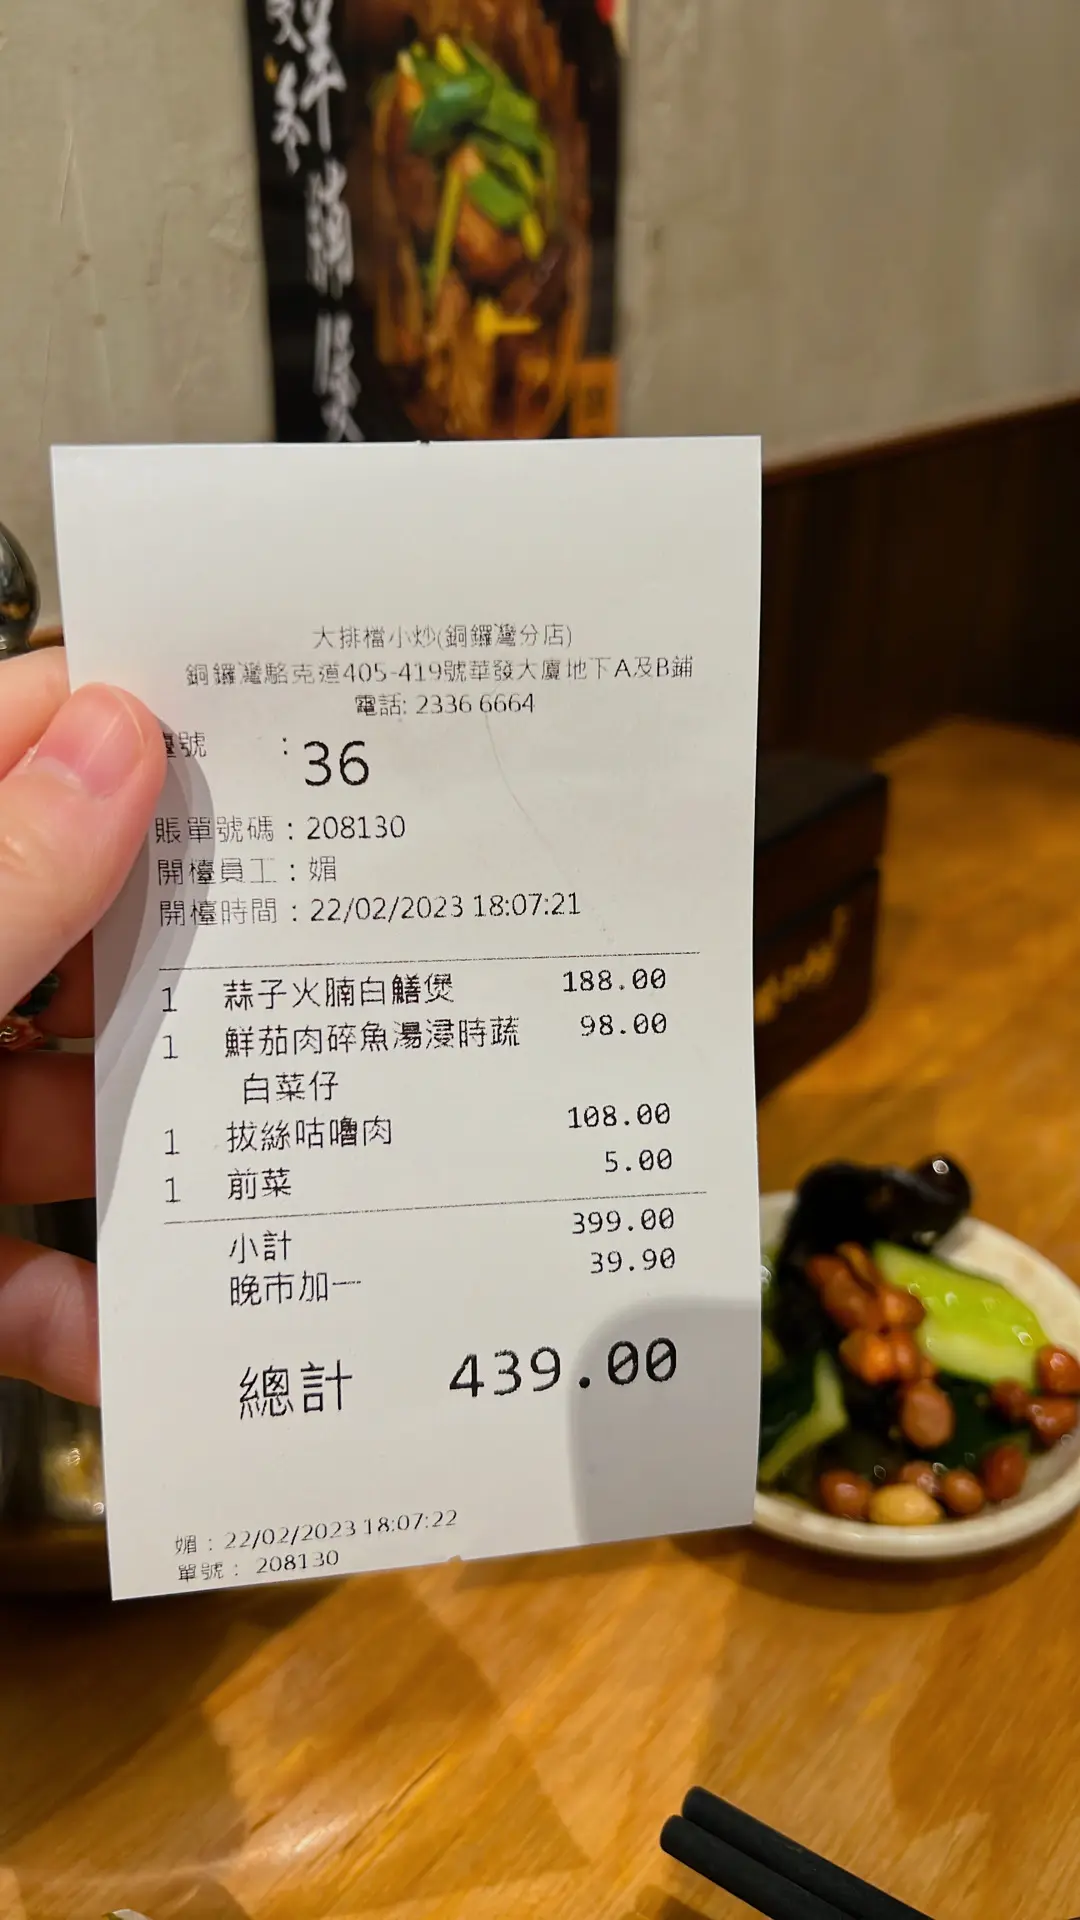 鮮
大排檔小炒(銅鑼灣分店)
銅鑼灣駱克道405-419號華發大廈地下A及B鋪
電話: 2336 6664
檯號 : 36
賬單號碼 : 208130
開檯員工 : 媚
開檯時間 : 22/02/2023 18:07:21
1 蒜子火腩白鱔煲 188.00
1 鮮茄肉碎魚湯浸時蔬 98.00
白菜仔
1 拔絲咕嚕肉 108.00
1 前菜 5.00
小計 399.00
晚市加一 39.90
總計 439.00
媚 : 22/02/2023 18:07:22
單號 : 208130